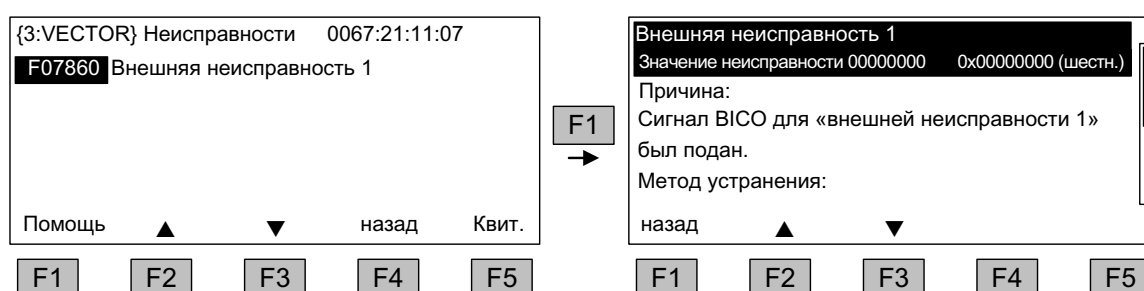 {3:VECTOR} Неисправности 0067:21:11:07
F07860 Внешняя неисправность 1
Помощь ▲ ▼ назад Квит.
F1 F2 F3 F4 F5
F1
Внешняя неисправность 1
Значение неисправности 00000000 0x00000000 (шестн.)
Причина:
Сигнал BICO для «внешней неисправности 1»
был подан.
Метод устранения:
назад ▲ ▼
F1 F2 F3 F4 F5